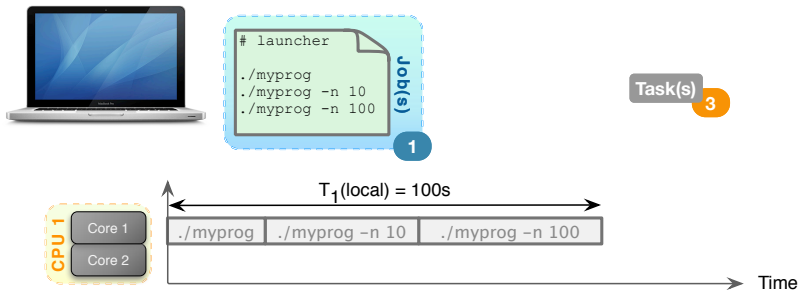 # launcher
./myprog
./myprog -n 10
./myprog -n 100
Job(s)
1
Task(s)
3
T1(local) = 100s
CPU 1
Core 1
Core 2
./myprog
./myprog -n 10
./myprog -n 100
Time